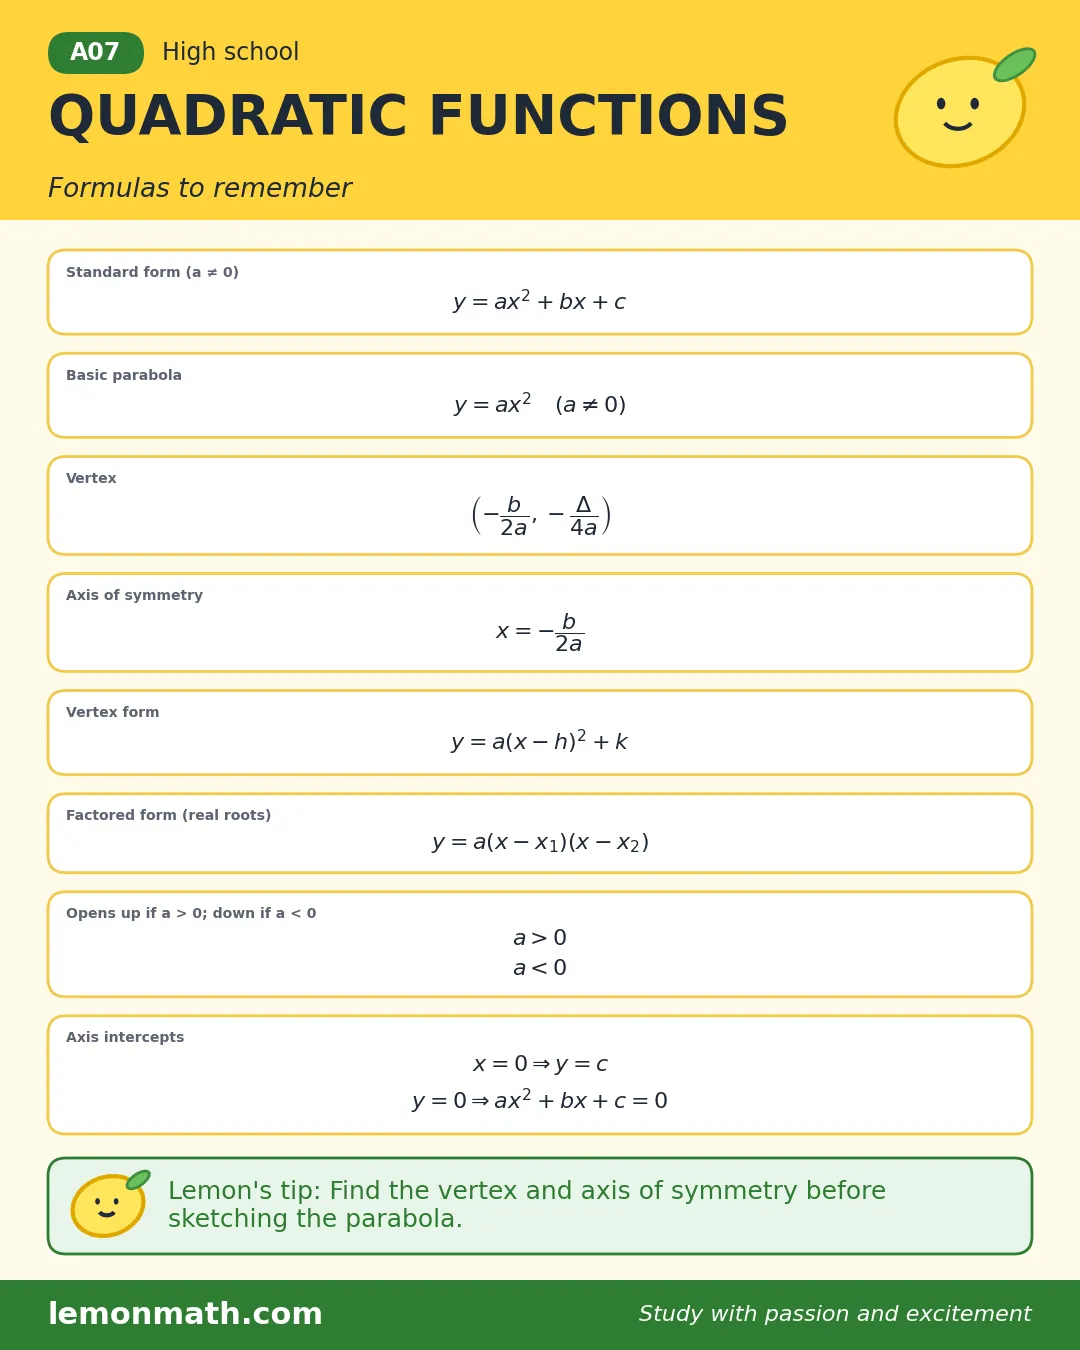 A07 High school
QUADRATIC FUNCTIONS
Formulas to remember
Standard form (a ≠ 0)
y = ax² + bx + c
Basic parabola
y = ax² (a ≠ 0)
Vertex
(−b/2a, −Δ/4a)
Axis of symmetry
x = −b/2a
Vertex form
y = a(x − h)² + k
Factored form (real roots)
y = a(x − x₁)(x − x₂)
Opens up if a > 0; down if a < 0
a > 0
a < 0
Axis intercepts
x = 0 ⇒ y = c
y = 0 ⇒ ax² + bx + c = 0
Lemon's tip: Find the vertex and axis of symmetry before
sketching the parabola.
lemonmath.com
Study with passion and excitement